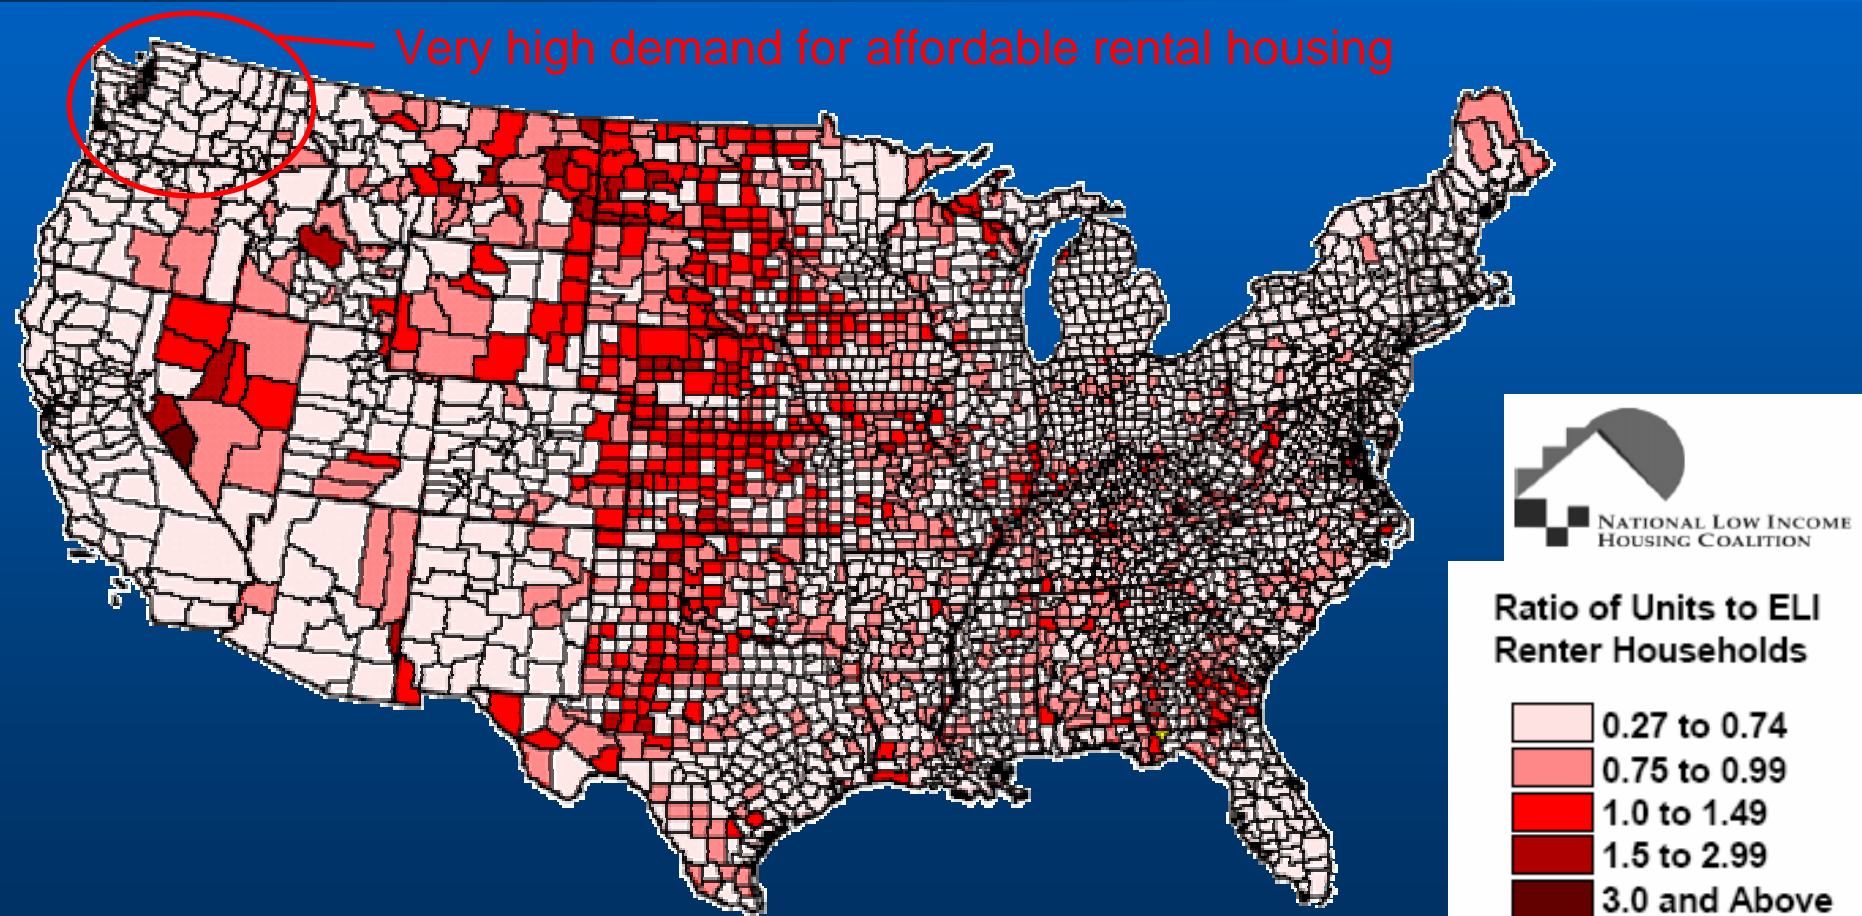 Very high demand for affordable rental housing
NATIONAL LOW INCOME
HOUSING COALITION
Ratio of Units to ELI
Renter Households
0.27 to 0.74
0.75 to 0.99
1.0 to 1.49
1.5 to 2.99
3.0 and Above